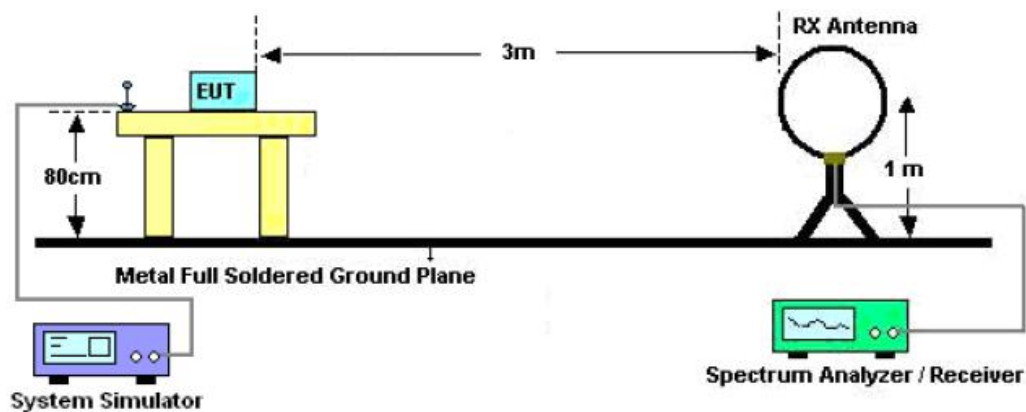 RX Antenna
3m
EUT
80cm
1 m
Metal Full Soldered Ground Plane
System Simulator
Spectrum Analyzer / Receiver